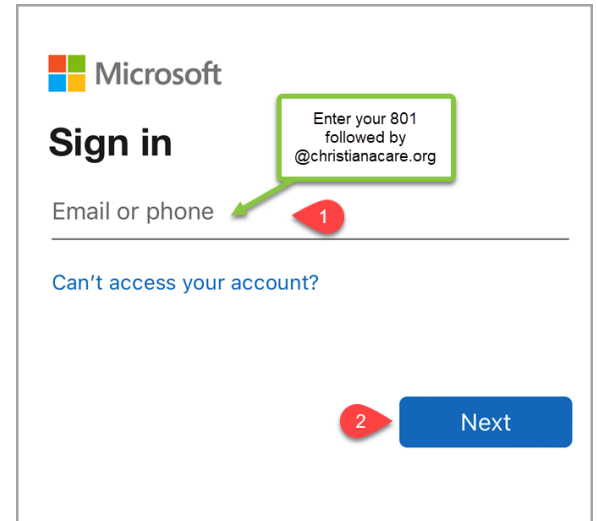 Microsoft
Sign in
Enter your 801
followed by
@christianacare.org
Email or phone
1
Can't access your account?
2
Next